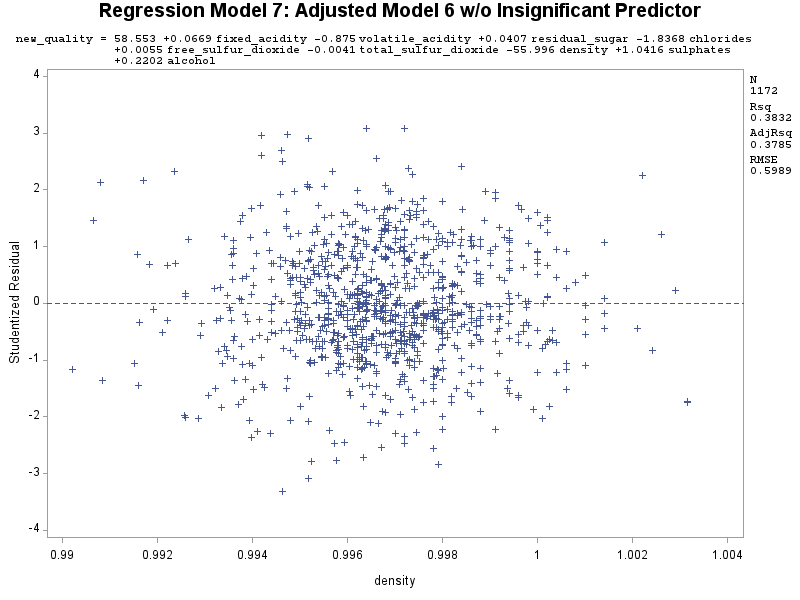 Regression Model 7: Adjusted Model 6 w/o Insignificant Predictor
new_quality = 58.553 +0.0669 fixed_acidity -0.875 volatile_acidity +0.0407 residual_sugar -1.8368 chlorides
+0.0055 free_sulfur_dioxide -0.0041 total_sulfur_dioxide -55.996 density +1.0416 sulphates
+0.2202 alcohol
N
1172
Rsq
0.3832
AdjRsq
0.3785
RMSE
0.5989
4
3
2
1
0
-1
-2
-3
-4
Studentized Residual
0.99 0.992 0.994 0.996 0.998 1 1.002 1.004
density